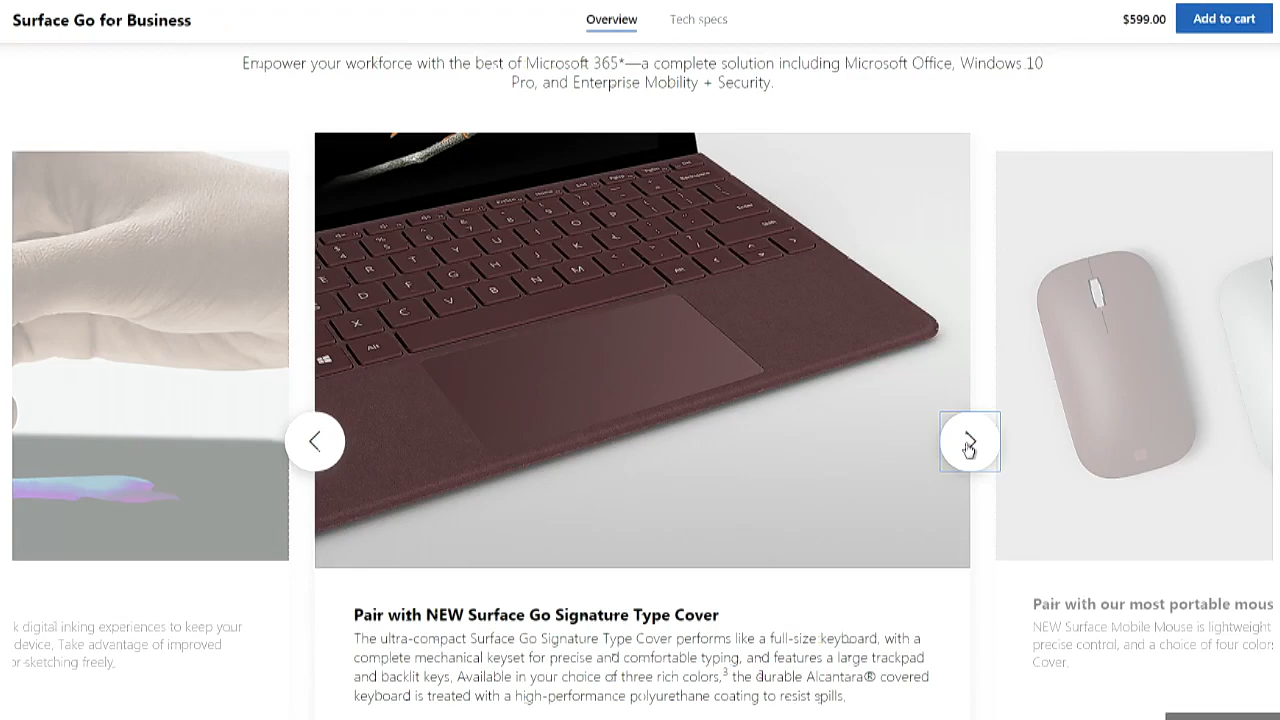 Surface Go for Business
Overview
Tech specs
$599.00
Add to cart
Empower your workforce with the best of Microsoft 365*—a complete solution including Microsoft Office, Windows 10
Pro, and Enterprise Mobility + Security.
Pair with NEW Surface Go Signature Type Cover
The ultra-compact Surface Go Signature Type Cover performs like a full-size keyboard, with a
complete mechanical keyset for precise and comfortable typing, and features a large trackpad
and backlit keys. Available in your choice of three rich colors,³ the durable Alcantara® covered
keyboard is treated with a high-performance polyurethane coating to resist spills.
k digital inking experiences to keep your
device. Take advantage of improved
or sketching freely.
Pair with our most portable mous
NEW Surface Mobile Mouse is lightweight
precise control, and a choice of four colors
Cover.